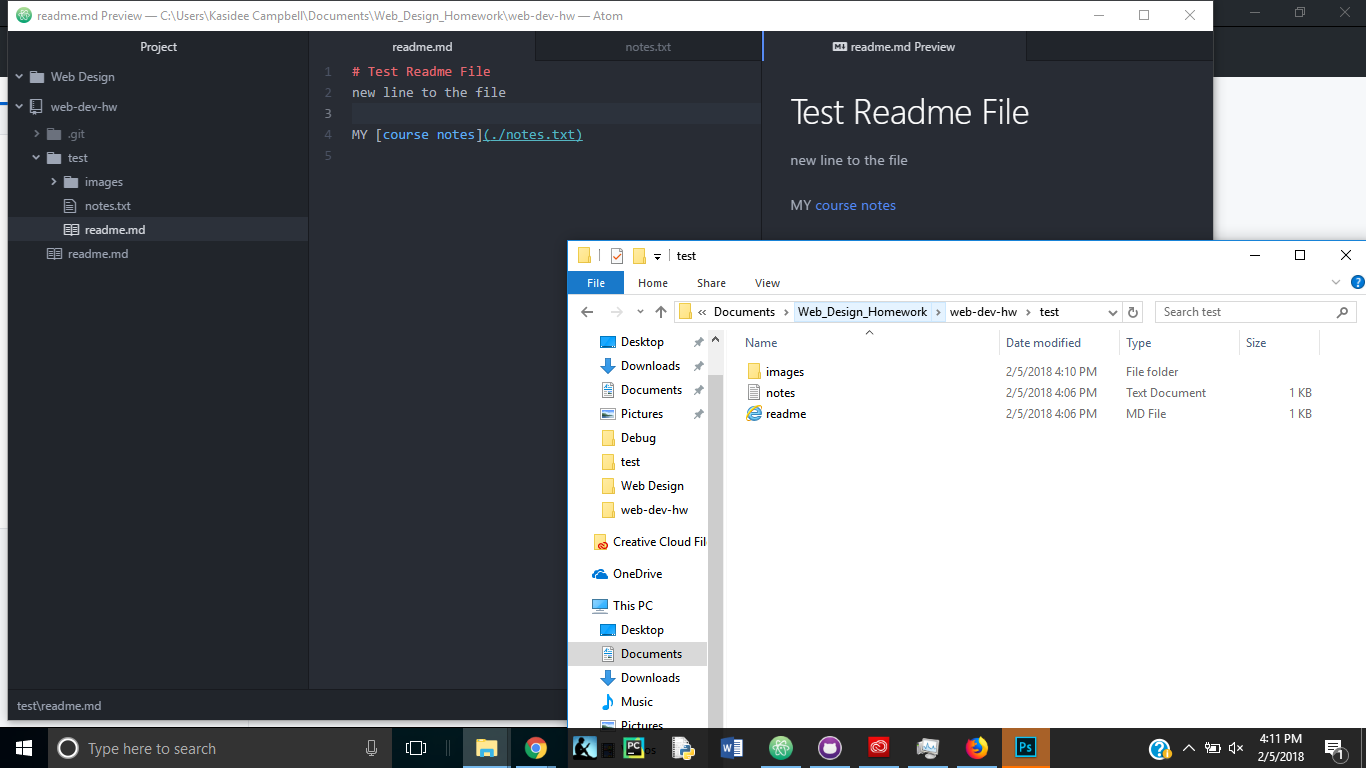 readme.md Preview — C:\Users\Kasidee Campbell\Documents\Web_Design_Homework\web-dev-hw — Atom
Project
Web Design
web-dev-hw
.git
test
images
notes.txt
readme.md
readme.md
readme.md
notes.txt
1 # Test Readme File
2 new line to the file
3
4 MY [course notes](./notes.txt)
5
readme.md Preview
Test Readme File
new line to the file
MY course notes
test\readme.md
test
File Home Share View
« Documents › Web_Design_Homework › web-dev-hw › test
Search test
Desktop
Downloads
Documents
Pictures
Debug
test
Web Design
web-dev-hw
Creative Cloud Fil
OneDrive
This PC
Desktop
Documents
Downloads
Music
Pictures
Name Date modified Type Size
images 2/5/2018 4:10 PM File folder
notes 2/5/2018 4:06 PM Text Document 1 KB
readme 2/5/2018 4:06 PM MD File 1 KB
Type here to search
PC
W
Ps
4:11 PM
2/5/2018
1